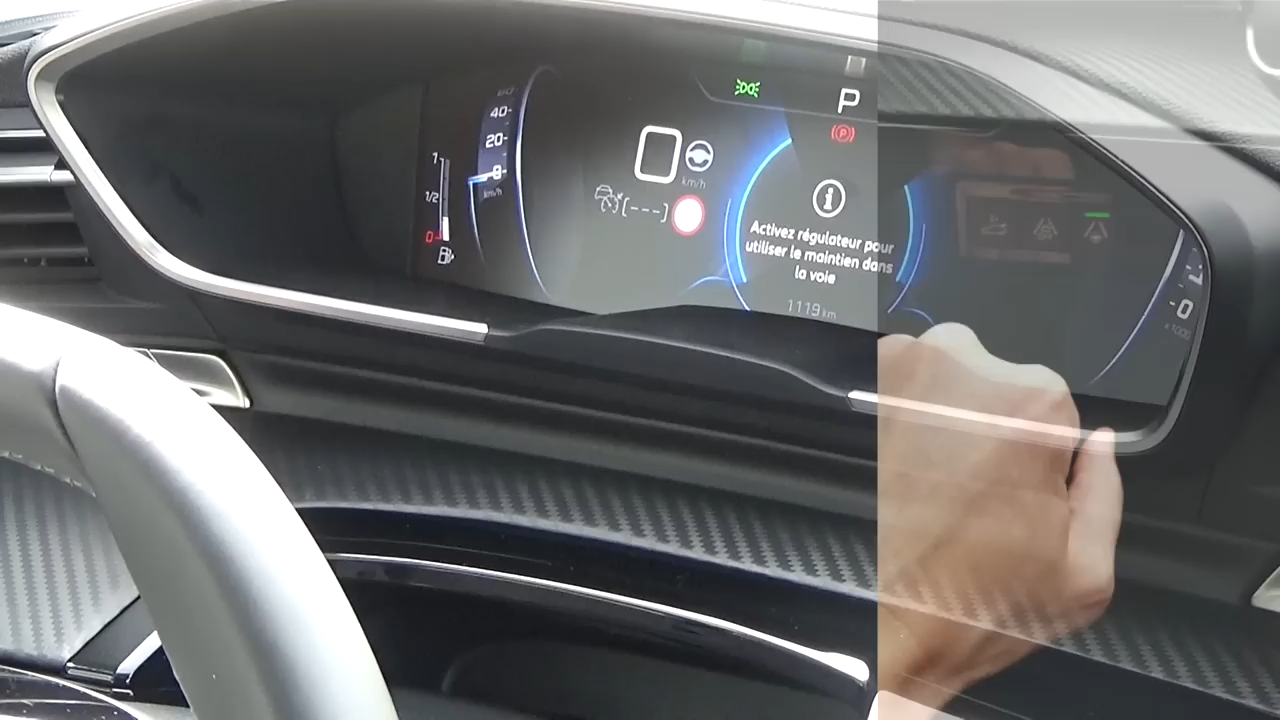 P
40-
20-
0-
km/h
1
1/2
0
km/h
[---]
(P)
i
Activez régulateur pour
utiliser le maintien dans
la voie
1119 km
-0
x1000